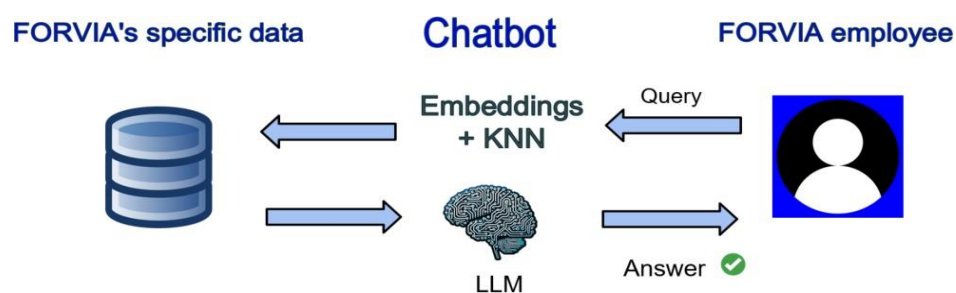 FORVIA's specific data
Chatbot
FORVIA employee
Embeddings
+ KNN
Query
LLM
Answer